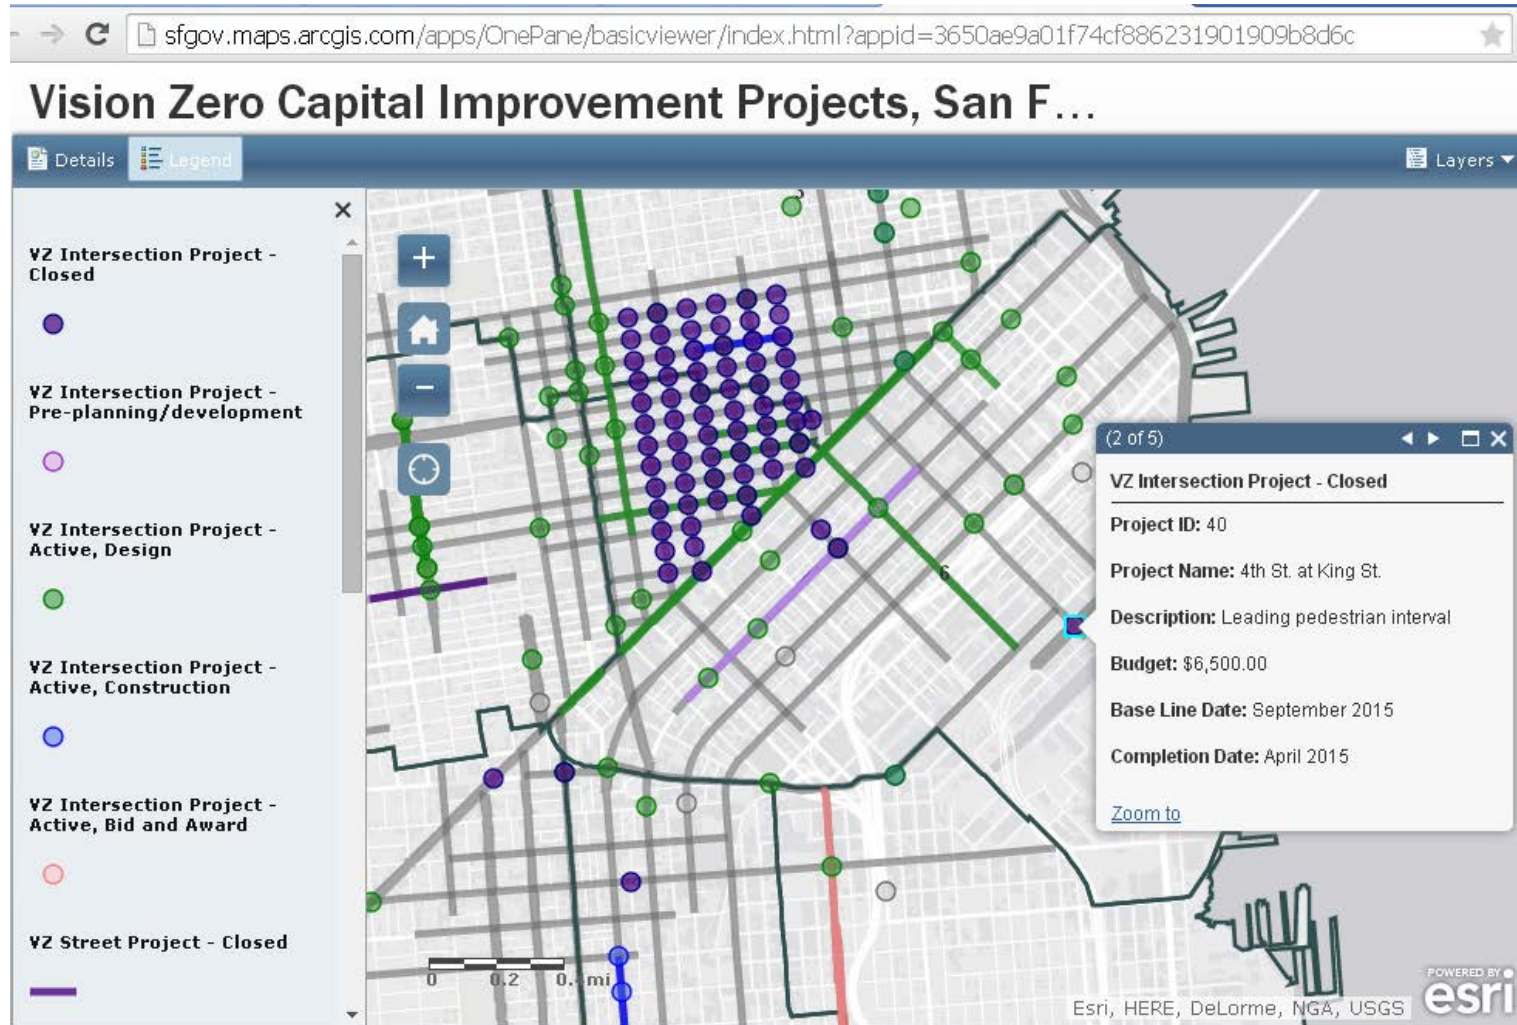 sfgov.maps.arcgis.com/apps/OnePane/basicviewer/index.html?appid=3650ae9a01f74cf886231901909b8d6c
Vision Zero Capital Improvement Projects, San F...
Details
Legend
Layers
VZ Intersection Project -
Closed
VZ Intersection Project -
Pre-planning/development
VZ Intersection Project -
Active, Design
VZ Intersection Project -
Active, Construction
VZ Intersection Project -
Active, Bid and Award
VZ Street Project - Closed
6
(2 of 5)
VZ Intersection Project - Closed
Project ID: 40
Project Name: 4th St. at King St.
Description: Leading pedestrian interval
Budget: $6,500.00
Base Line Date: September 2015
Completion Date: April 2015
Zoom to
0 0.2
Esri, HERE, DeLorme, NGA, USGS
POWERED BY
esri